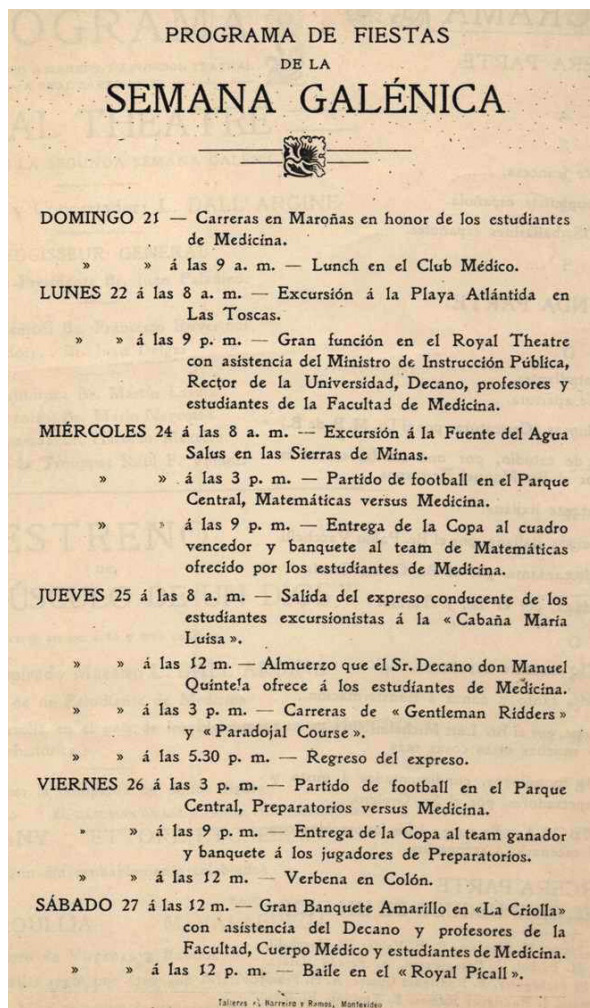 PROGRAMA DE FIESTAS
DE LA
SEMANA GALÉNICA
DOMINGO 21 — Carreras en Maroñas en honor de los estudiantes
de Medicina.
» » á las 9 a. m. — Lunch en el Club Médico.
LUNES 22 á las 8 a. m. — Excursión á la Playa Atlántida en
Las Toscas.
» » á las 9 p. m. — Gran función en el Royal Theatre
con asistencia del Ministro de Instrucción Pública,
Rector de la Universidad, Decano, profesores y
estudiantes de la Facultad de Medicina.
MIÉRCOLES 24 á las 8 a. m. — Excursión á la Fuente del Agua
Salus en las Sierras de Minas.
» » á las 3 p. m. — Partido de football en el Parque
Central, Matemáticas versus Medicina.
» » á las 9 p. m. — Entrega de la Copa al cuadro
vencedor y banquete al team de Matemáticas
ofrecido por los estudiantes de Medicina.
JUEVES 25 á las 8 a. m. — Salida del expreso conducente de los
estudiantes excursionistas á la « Cabaña María
Luisa ».
» » á las 12 m. — Almuerzo que el Sr. Decano don Manuel
Quintela ofrece á los estudiantes de Medicina.
» » á las 3 p. m. — Carreras de « Gentleman Ridders »
y « Paradojal Course ».
» » á las 5.30 p. m. — Regreso del expreso.
VIERNES 26 á las 3 p. m. — Partido de football en el Parque
Central, Preparatorios versus Medicina.
» » á las 9 p. m. — Entrega de la Copa al team ganador
y banquete á los jugadores de Preparatorios.
» » á las 12 m. — Verbena en Colón.
SÁBADO 27 á las 12 m. — Gran Banquete Amarillo en «La Criolla»
con asistencia del Decano y profesores de la
Facultad, Cuerpo Médico y estudiantes de Medicina.
» » á las 12 p. m. — Baile en el « Royal Picall ».
Talleres Barreiro y Ramos, Montevideo